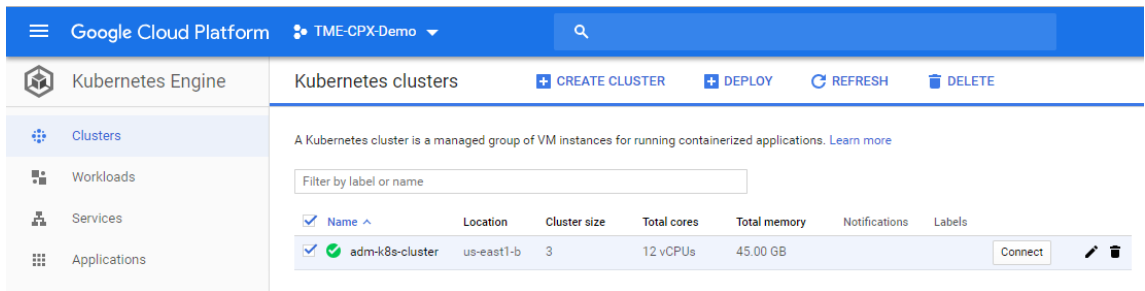 Google Cloud Platform TME-CPX-Demo
Kubernetes Engine Kubernetes clusters CREATE CLUSTER DEPLOY REFRESH DELETE
Clusters
Workloads
Services
Applications
A Kubernetes cluster is a managed group of VM instances for running containerized applications. Learn more
Filter by label or name
Name Location Cluster size Total cores Total memory Notifications Labels
adm-k8s-cluster us-east1-b 3 12 vCPUs 45.00 GB Connect